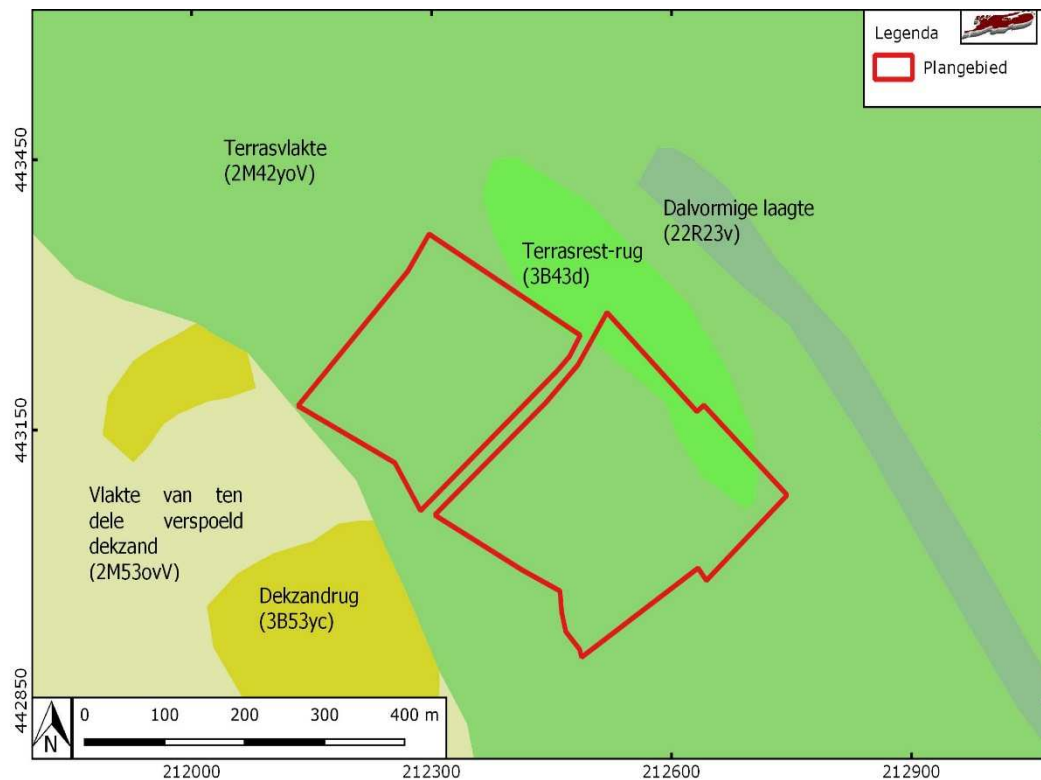 Legenda
Plangebied
Terrasvlakte
(2M42yoV)
Dalvormige laagte
(22R23v)
Terrasrest-rug
(3B43d)
Vlakte van ten
dele verspoeld
dekzand
(2M53ovV)
Dekzandrug
(3B53yc)
443450
443150
442850
0 100 200 300 400 m
N
212000 212300 212600 212900